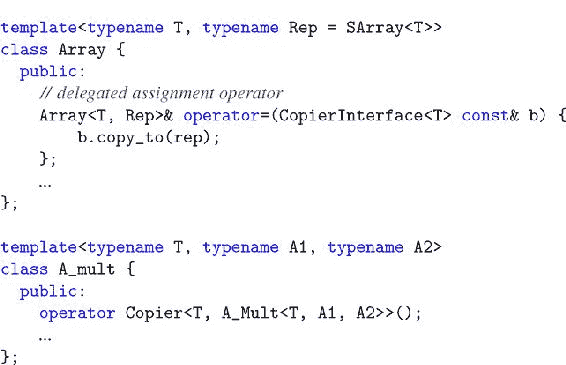 template<typename T, typename Rep = SArray<T>>
class Array {
  public:
    // delegated assignment operator
    Array<T, Rep>& operator=(CopierInterface<T> const& b) {
        b.copy_to(rep);
    };
    ...
};

template<typename T, typename A1, typename A2>
class A_mult {
  public:
    operator Copier<T, A_Mult<T, A1, A2>>();
    ...
};